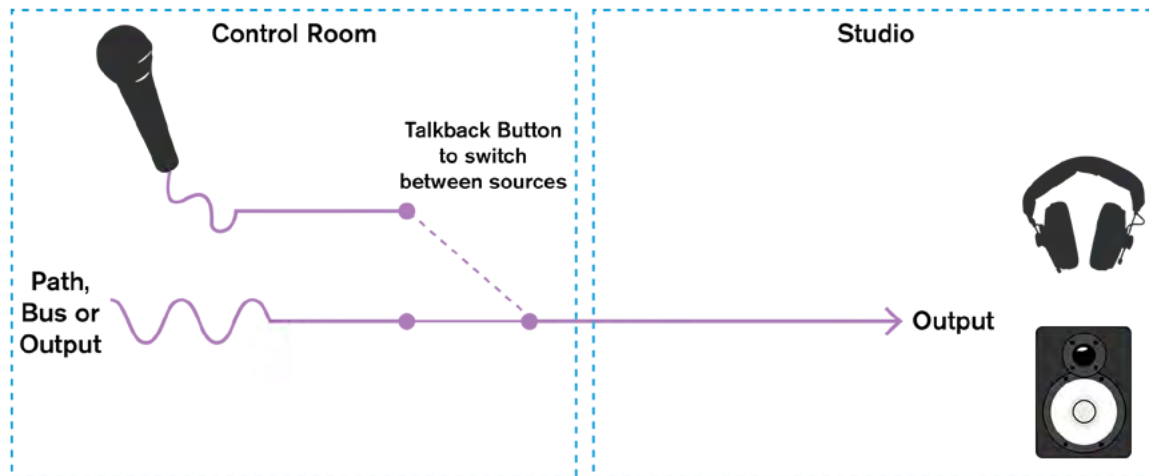 Control Room
Studio
Talkback Button
to switch
between sources
Path,
Bus or
Output
Output